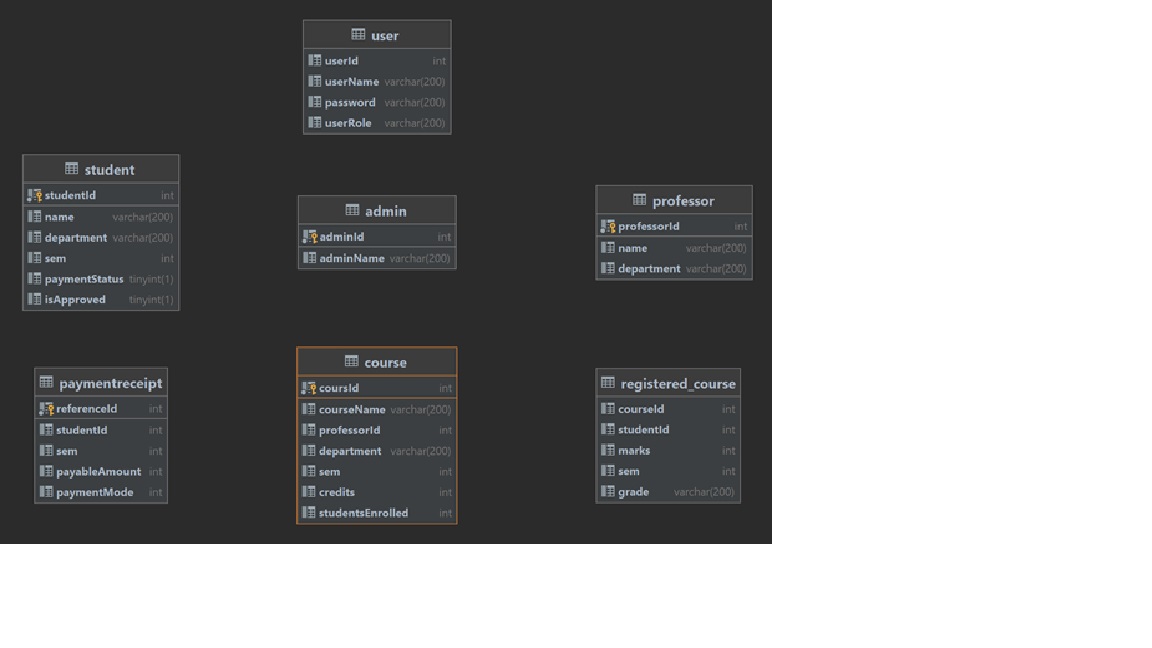 user
userId int
userName varchar(200)
password varchar(200)
userRole varchar(200)
student
studentId int
name varchar(200)
department varchar(200)
sem int
paymentStatus tinyint(1)
isApproved tinyint(1)
admin
adminId int
adminName varchar(200)
professor
professorId int
name varchar(200)
department varchar(200)
paymentreceipt
referenceId int
studentId int
sem int
payableAmount int
paymentMode int
course
coursId int
courseName varchar(200)
professorId int
department varchar(200)
sem int
credits int
studentsEnrolled int
registered_course
courseId int
studentId int
marks int
sem int
grade varchar(200)